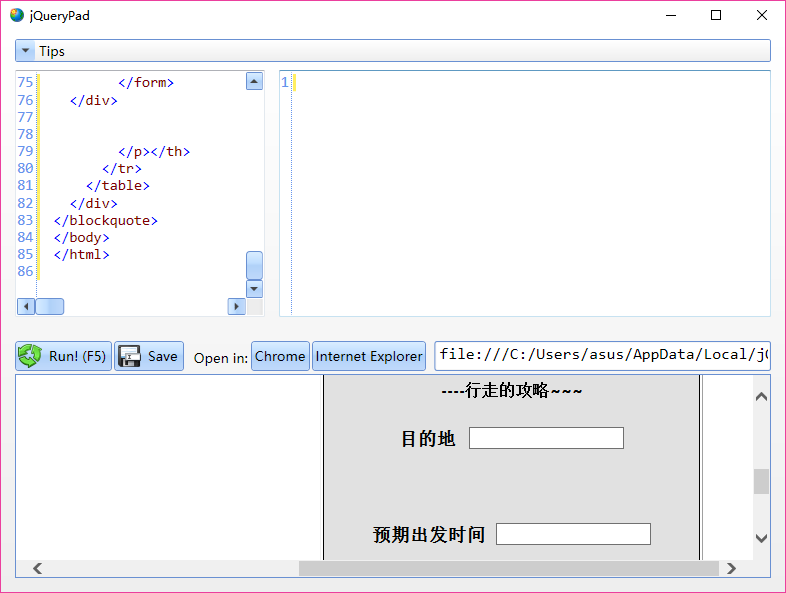 jQueryPad
Tips
75 </form>
76 </div>
77
78
79 </p></th>
80 </tr>
81 </table>
82 </div>
83 </blockquote>
84 </body>
85 </html>
86
1
Run! (F5) Save Open in: Chrome Internet Explorer file:///C:/Users/asus/AppData/Local/j
----行走的攻略~~~
目的地
预期出发时间